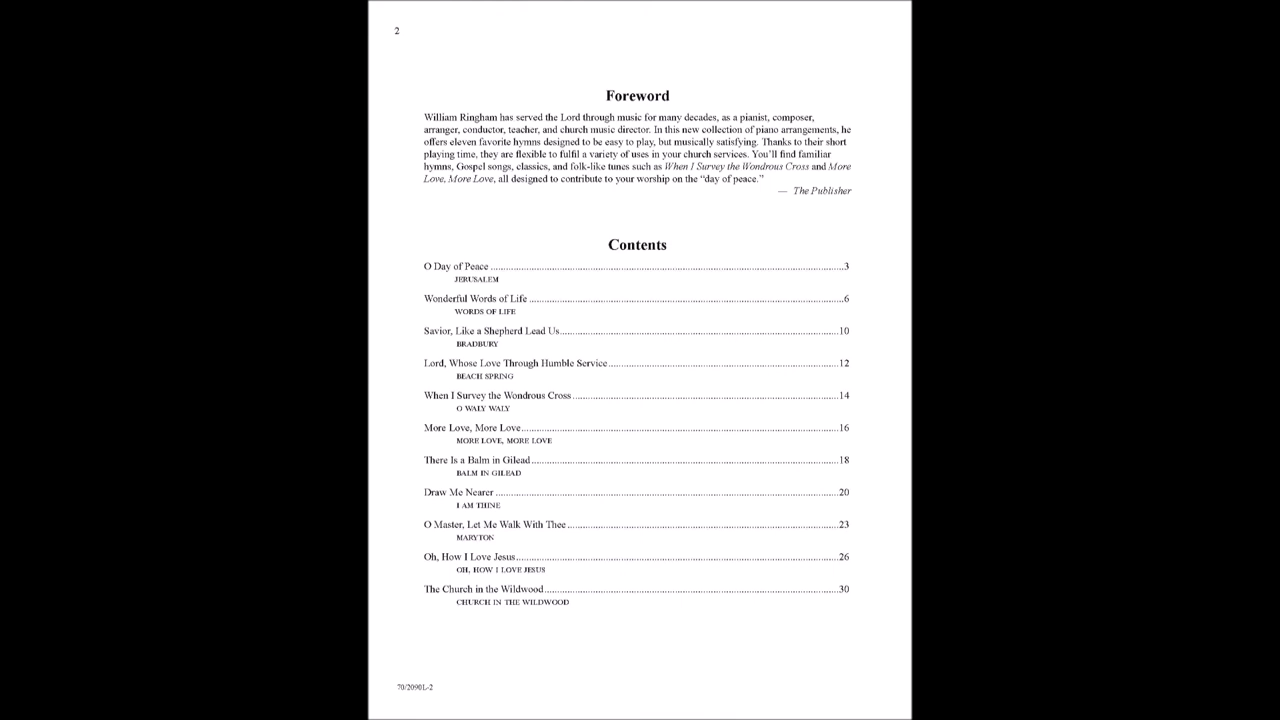 2
Foreword
William Ringham has served the Lord through music for many decades, as a pianist, composer,
arranger, conductor, teacher, and church music director. In this new collection of piano arrangements, he
offers eleven favorite hymns designed to be easy to play, but musically satisfying. Thanks to their short
playing time, they are flexible to fulfil a variety of uses in your church services. You’ll find familiar
hymns, Gospel songs, classics, and folk-like tunes such as When I Survey the Wondrous Cross and More
Love, More Love, all designed to contribute to your worship on the “day of peace.”
— The Publisher
Contents
O Day of Peace ........................................................................................................................3
JERUSALEM
Wonderful Words of Life ........................................................................................................6
WORDS OF LIFE
Savior, Like a Shepherd Lead Us............................................................................................10
BRADBURY
Lord, Whose Love Through Humble Service..........................................................................12
BEACH SPRING
When I Survey the Wondrous Cross........................................................................................14
O WALY WALY
More Love, More Love............................................................................................................16
MORE LOVE, MORE LOVE
There Is a Balm in Gilead........................................................................................................18
BALM IN GILEAD
Draw Me Nearer ....................................................................................................................20
I AM THINE
O Master, Let Me Walk With Thee..........................................................................................23
MARYTON
Oh, How I Love Jesus..............................................................................................................26
OH, HOW I LOVE JESUS
The Church in the Wildwood..................................................................................................30
CHURCH IN THE WILDWOOD
70/2090L-2